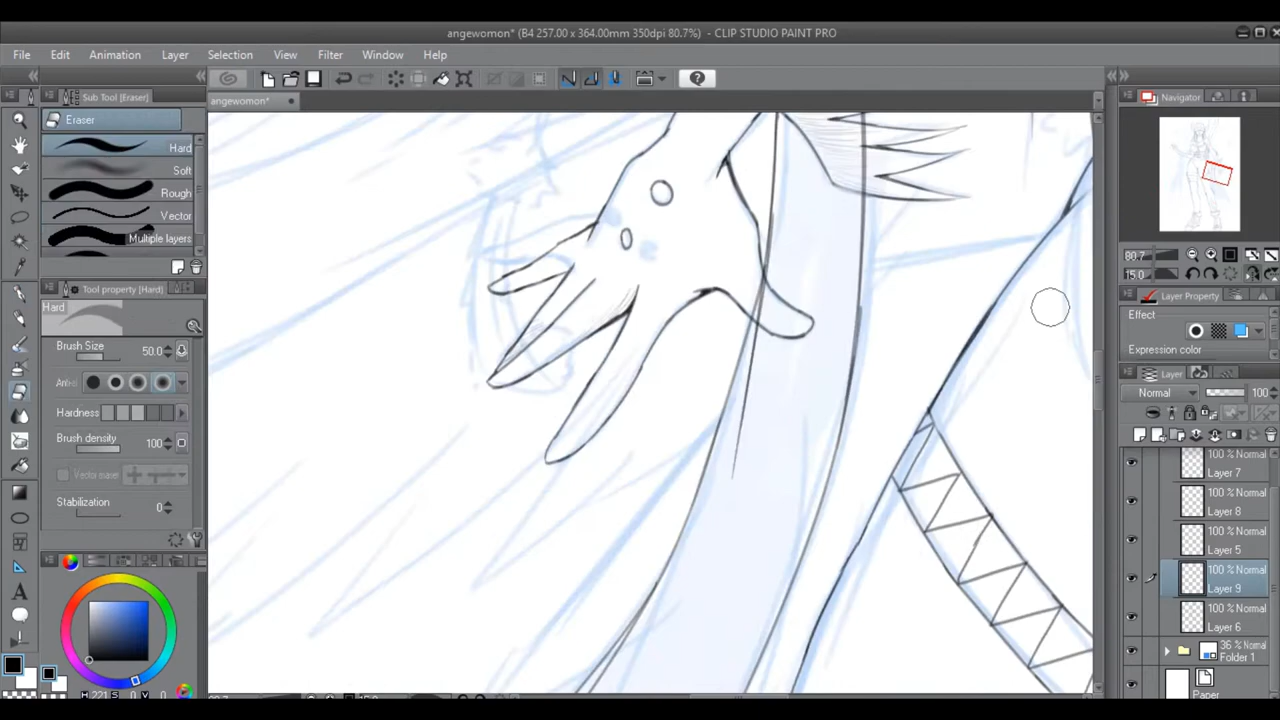 angewomon* (B4 257.00 x 364.00mm 350dpi 80.7%) - CLIP STUDIO PAINT PRO
File Edit Animation Layer Selection View Filter Window Help
Sub Tool [Eraser]
angewomon*
Navigator
Eraser
Hard
Soft
Rough
Vector
Multiple layers
80.7
15.0
Tool property [Hard]
Layer Property
Hard
Effect
Brush Size 50.0
Expression color
Layer
Hardness
Normal 100
Brush density 100
100 % Normal
Layer 7
100 % Normal
Layer 8
Stabilization 0
100 % Normal
Layer 5
100 % Normal
Layer 9
100 % Normal
Layer 6
36 % Normal
Folder 1
Paper
H 221 S 0 V 0